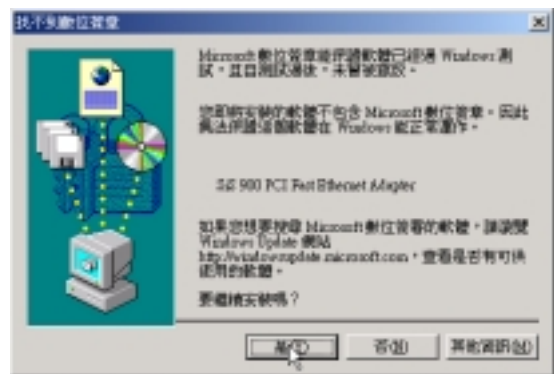 找不到數位簽章
Microsoft 數位簽章能保證軟體已經過 Windows 測
試，並自測試過後，未曾被竄改。
您即將安裝的軟體不包含 Microsoft 數位簽章。因此
無法保證這個軟體在 Windows 能正常運作。
SiS 900 PCI Fast Ethernet Adapter
如果您想要搜尋 Microsoft 數位簽署的軟體，請瀏覽
Windows Update 網站
http://windowsupdate.microsoft.com，查看是否有可供
使用的軟體。
要繼續安裝嗎？
是(Y) 否(N) 其他資訊(M)